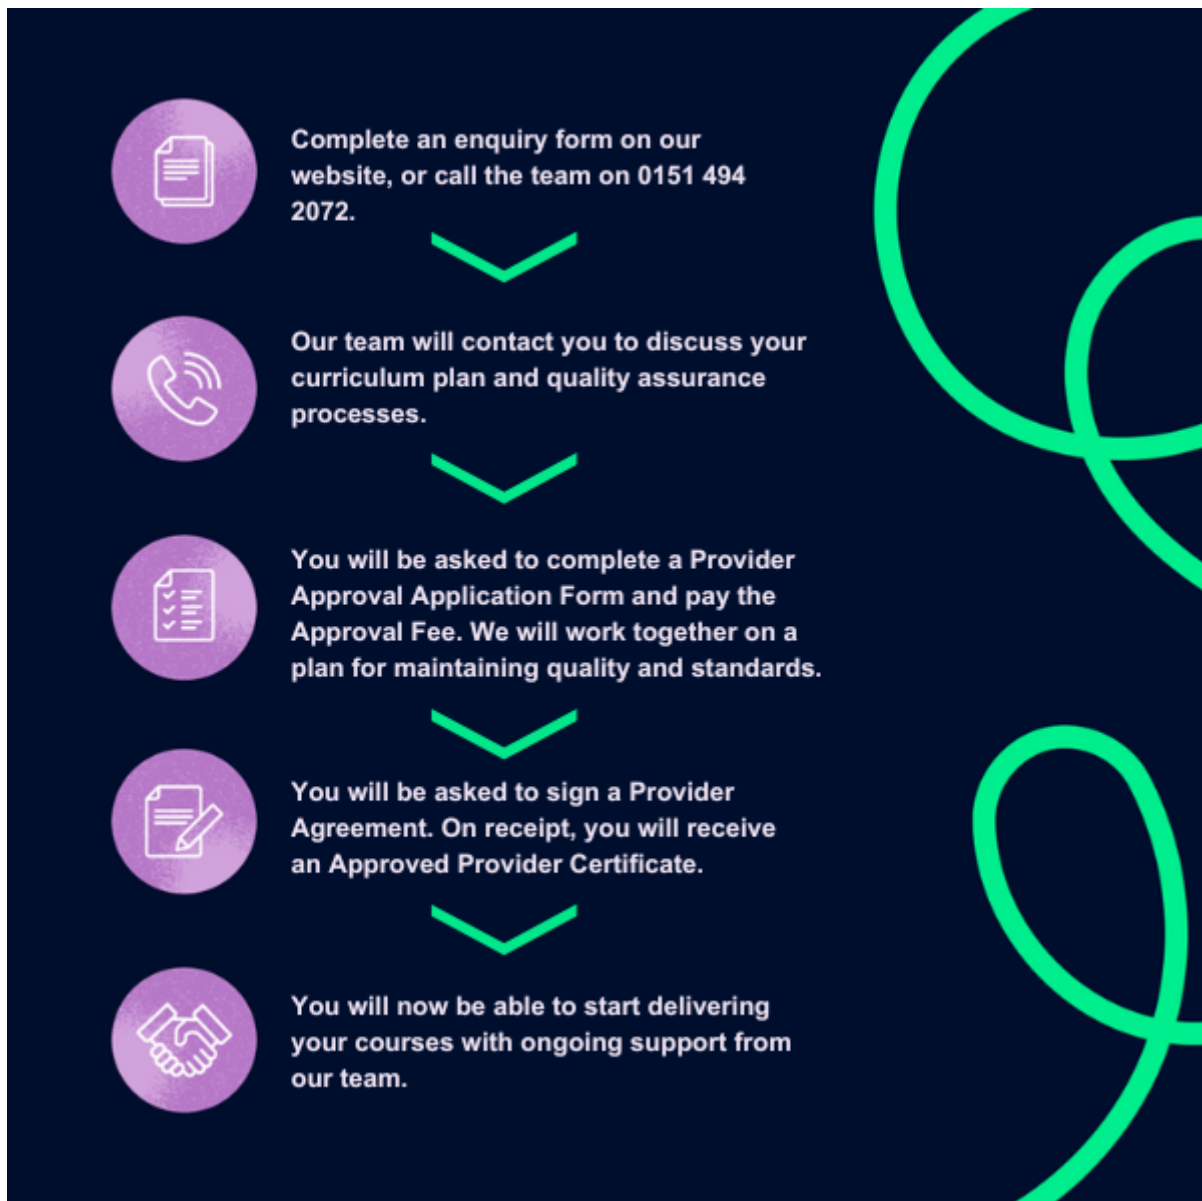 Complete an enquiry form on our
website, or call the team on 0151 494
2072.
Our team will contact you to discuss your
curriculum plan and quality assurance
processes.
You will be asked to complete a Provider
Approval Application Form and pay the
Approval Fee. We will work together on a
plan for maintaining quality and standards.
You will be asked to sign a Provider
Agreement. On receipt, you will receive
an Approved Provider Certificate.
You will now be able to start delivering
your courses with ongoing support from
our team.